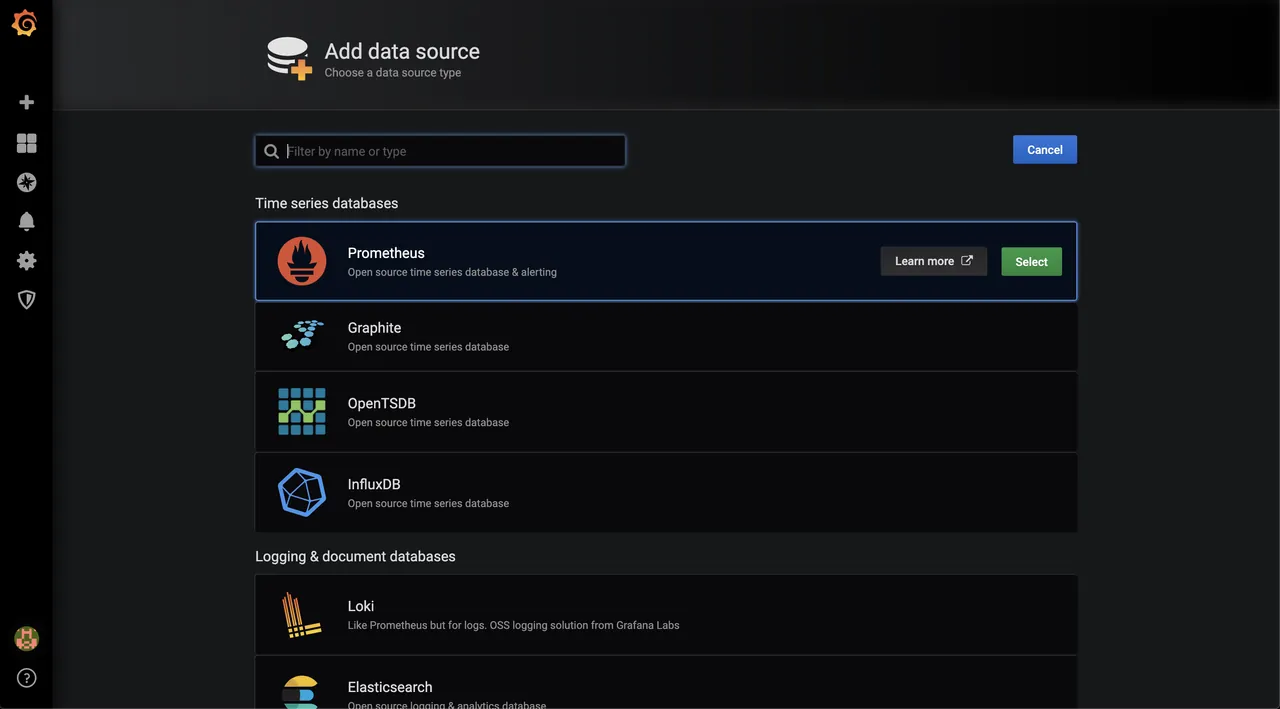 Add data source
Choose a data source type
Filter by name or type
Cancel
Time series databases
Prometheus
Open source time series database & alerting
Learn more
Select
Graphite
Open source time series database
OpenTSDB
Open source time series database
InfluxDB
Open source time series database
Logging & document databases
Loki
Like Prometheus but for logs. OSS logging solution from Grafana Labs
Elasticsearch
Open source logging & analytics database
?